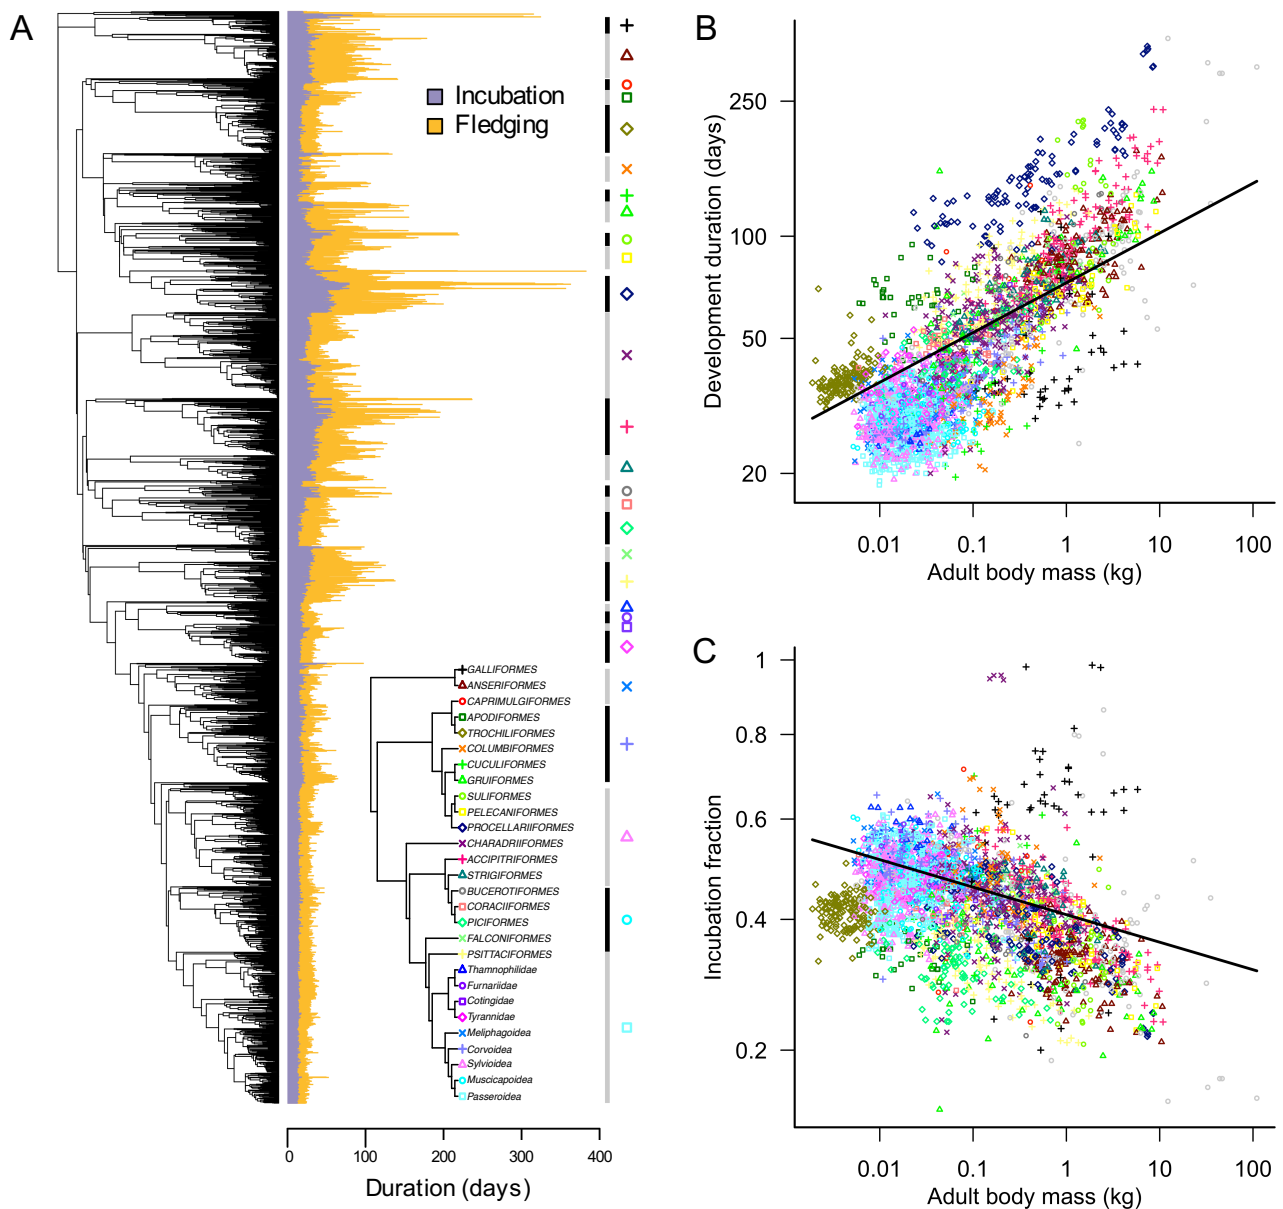 A
Incubation
Fledging
GALLIFORMES
ANSERIFORMES
CAPRIMULGIFORMES
APODIFORMES
TROCHILIFORMES
COLUMBIFORMES
CUCULIFORMES
GRUIFORMES
SULIFORMES
PELECANIFORMES
PROCELLARIIFORMES
CHARADRIIFORMES
ACCIPITRIFORMES
STRIGIFORMES
BUCEROTIFORMES
CORACIIFORMES
PICIFORMES
FALCONIFORMES
PSITTACIFORMES
Thamnophilidae
Furnariidae
Cotingidae
Tyrannidae
Meliphagoidea
Corvoidea
Sylvioidea
Muscicapoidea
Passeroidea
0 100 200 300 400
Duration (days)
B
Development duration (days)
250
100
50
20
0.01 0.1 1 10 100
Adult body mass (kg)
C
Incubation fraction
1
0.8
0.6
0.4
0.2
0.01 0.1 1 10 100
Adult body mass (kg)